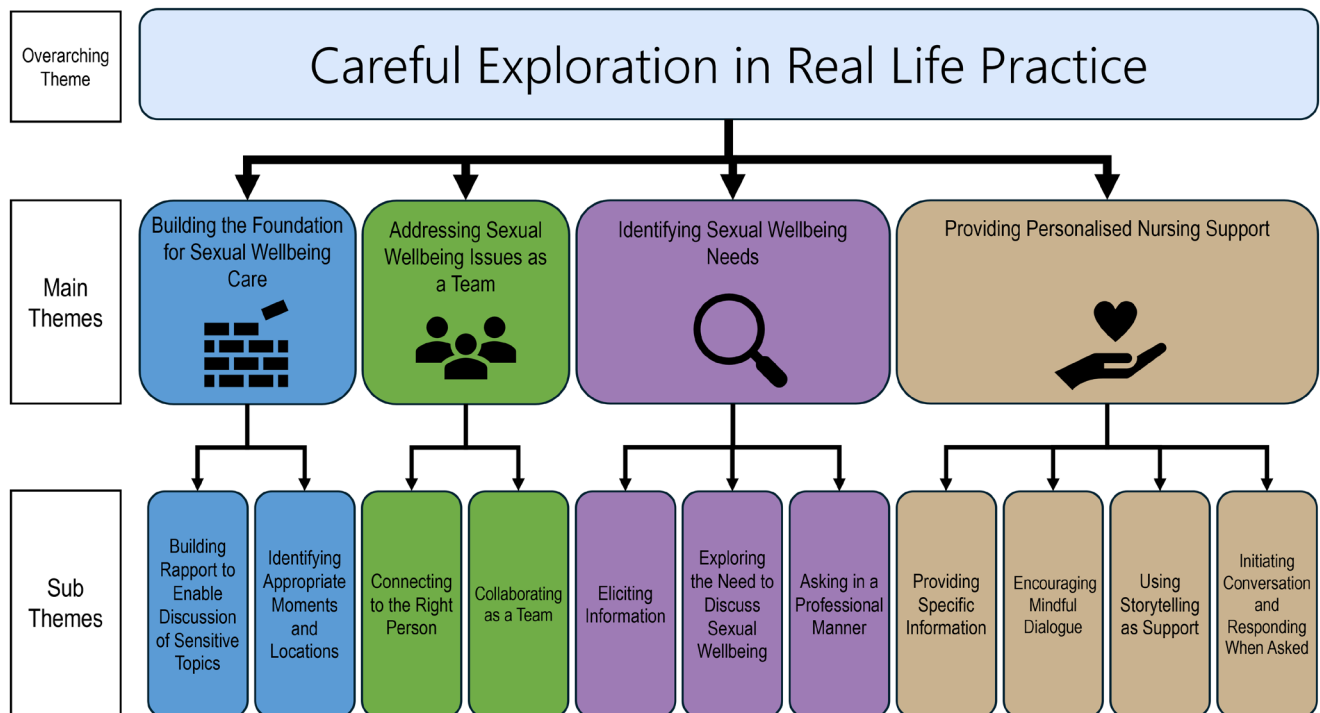 Overarching
Theme
Careful Exploration in Real Life Practice
Main
Themes
Building the Foundation
for Sexual Wellbeing
Care
Addressing Sexual
Wellbeing Issues as
a Team
Identifying Sexual Wellbeing
Needs
Providing Personalised Nursing Support
Sub
Themes
Building
Rapport to
Enable
Discussion
of Sensitive
Topics
Identifying
Appropriate
Moments
and
Locations
Connecting
to the Right
Person
Collaborating
as a Team
Eliciting
Information
Exploring
the Need to
Discuss
Sexual
Wellbeing
Asking in a
Professional
Manner
Providing
Specific
Information
Encouraging
Mindful
Dialogue
Using
Storytelling
as Support
Initiating
Conversation
and
Responding
When Asked